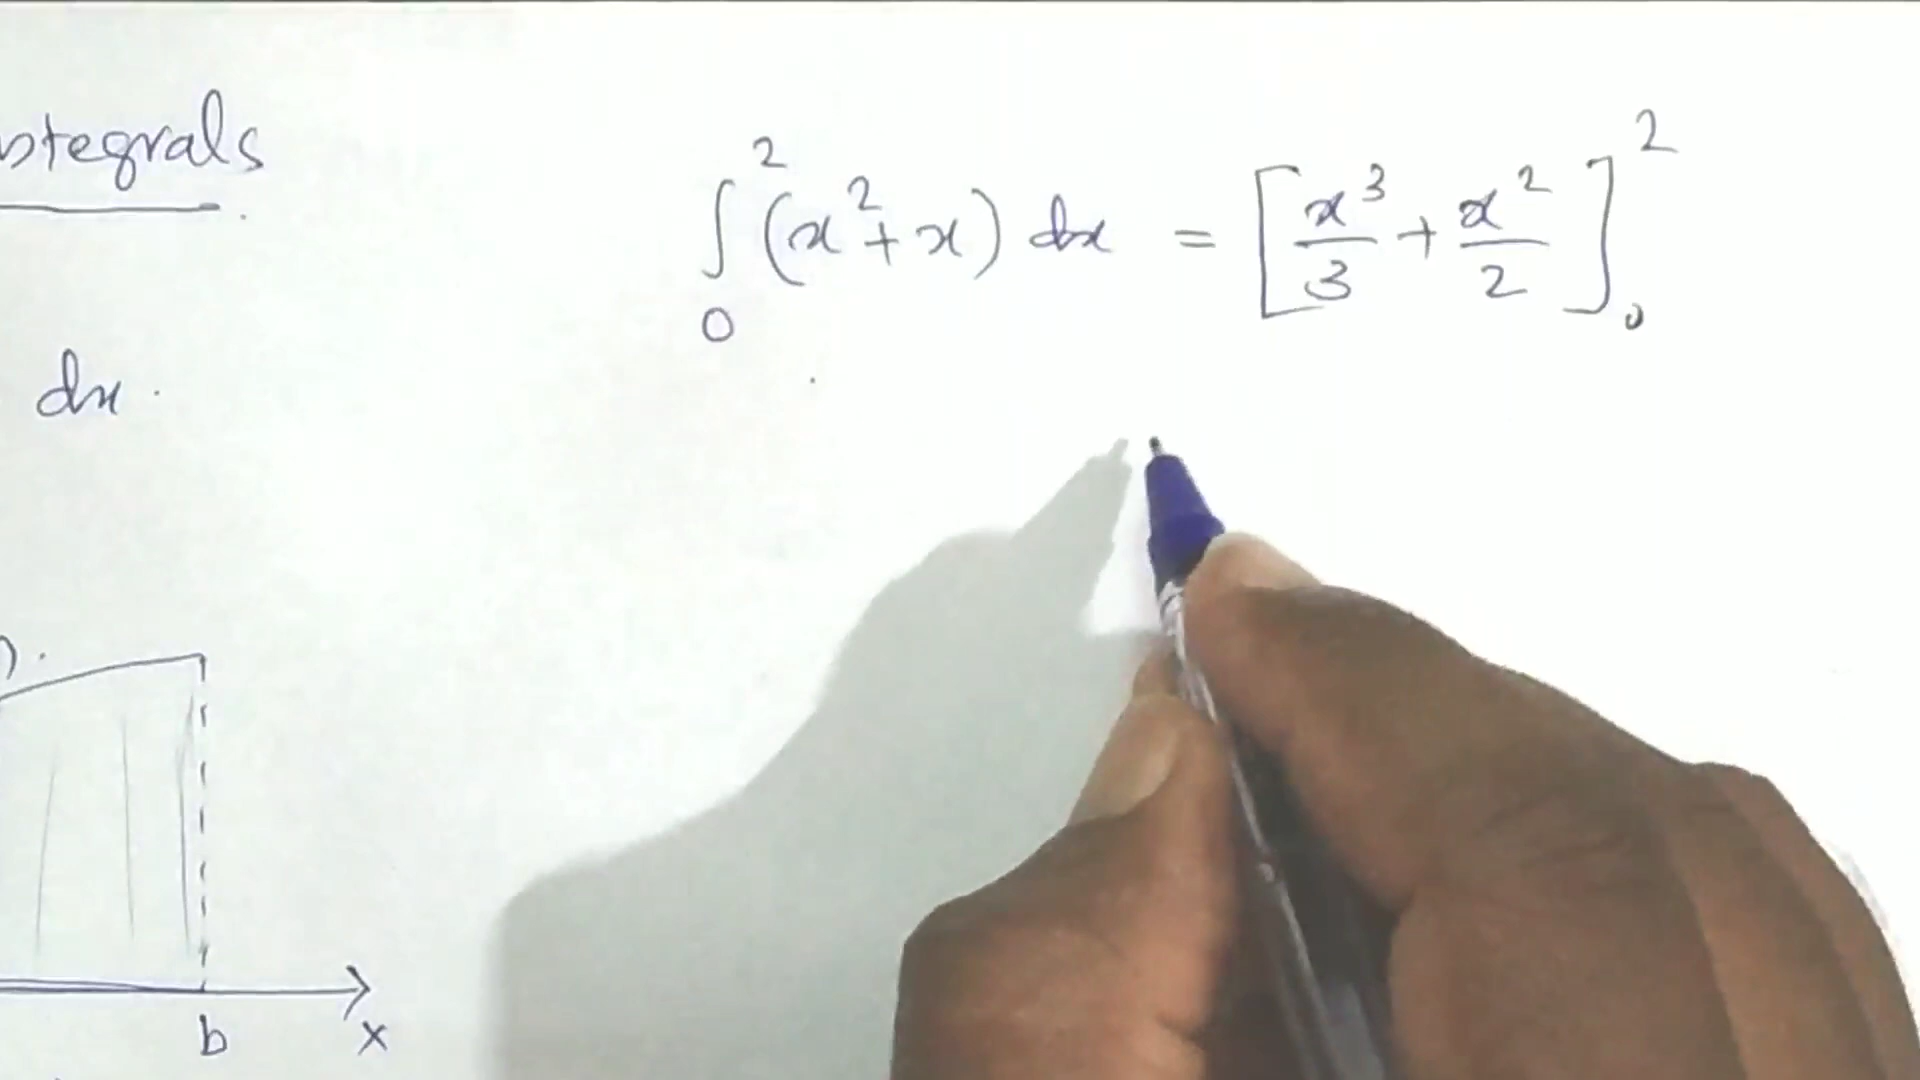 ntegrals
∫₀² (x² + x) dx = [x³/3 + x²/2]₀²
dx.
).
b x